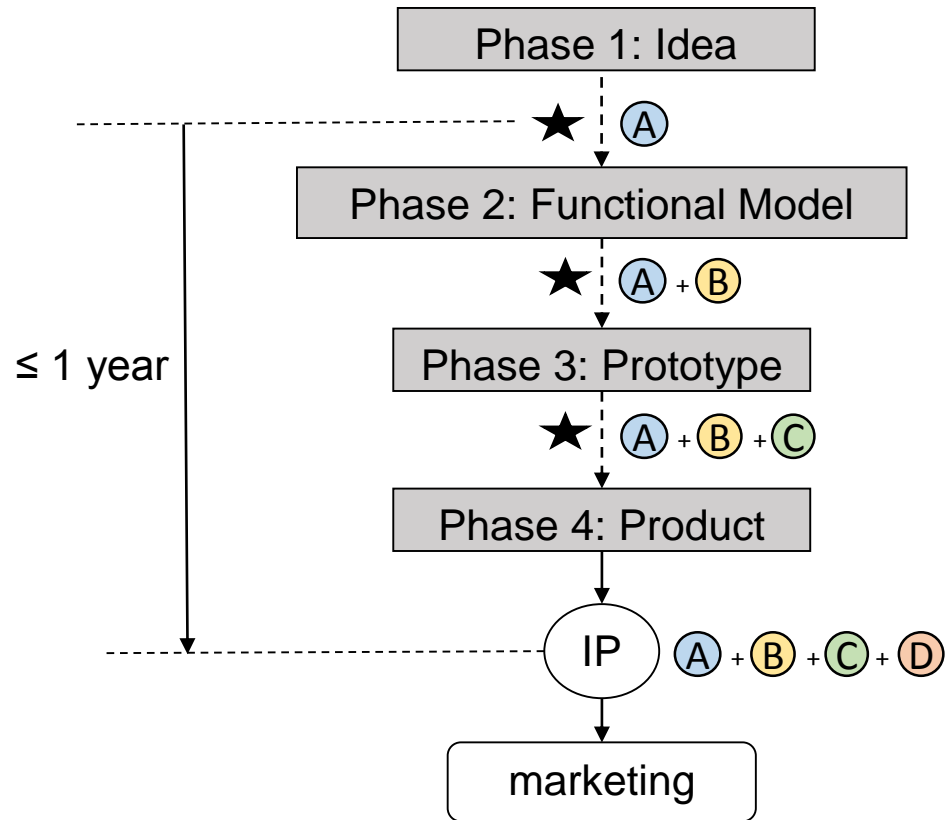 Phase 1: Idea
A
Phase 2: Functional Model
A + B
≤ 1 year
Phase 3: Prototype
A + B + C
Phase 4: Product
IP
A + B + C + D
marketing